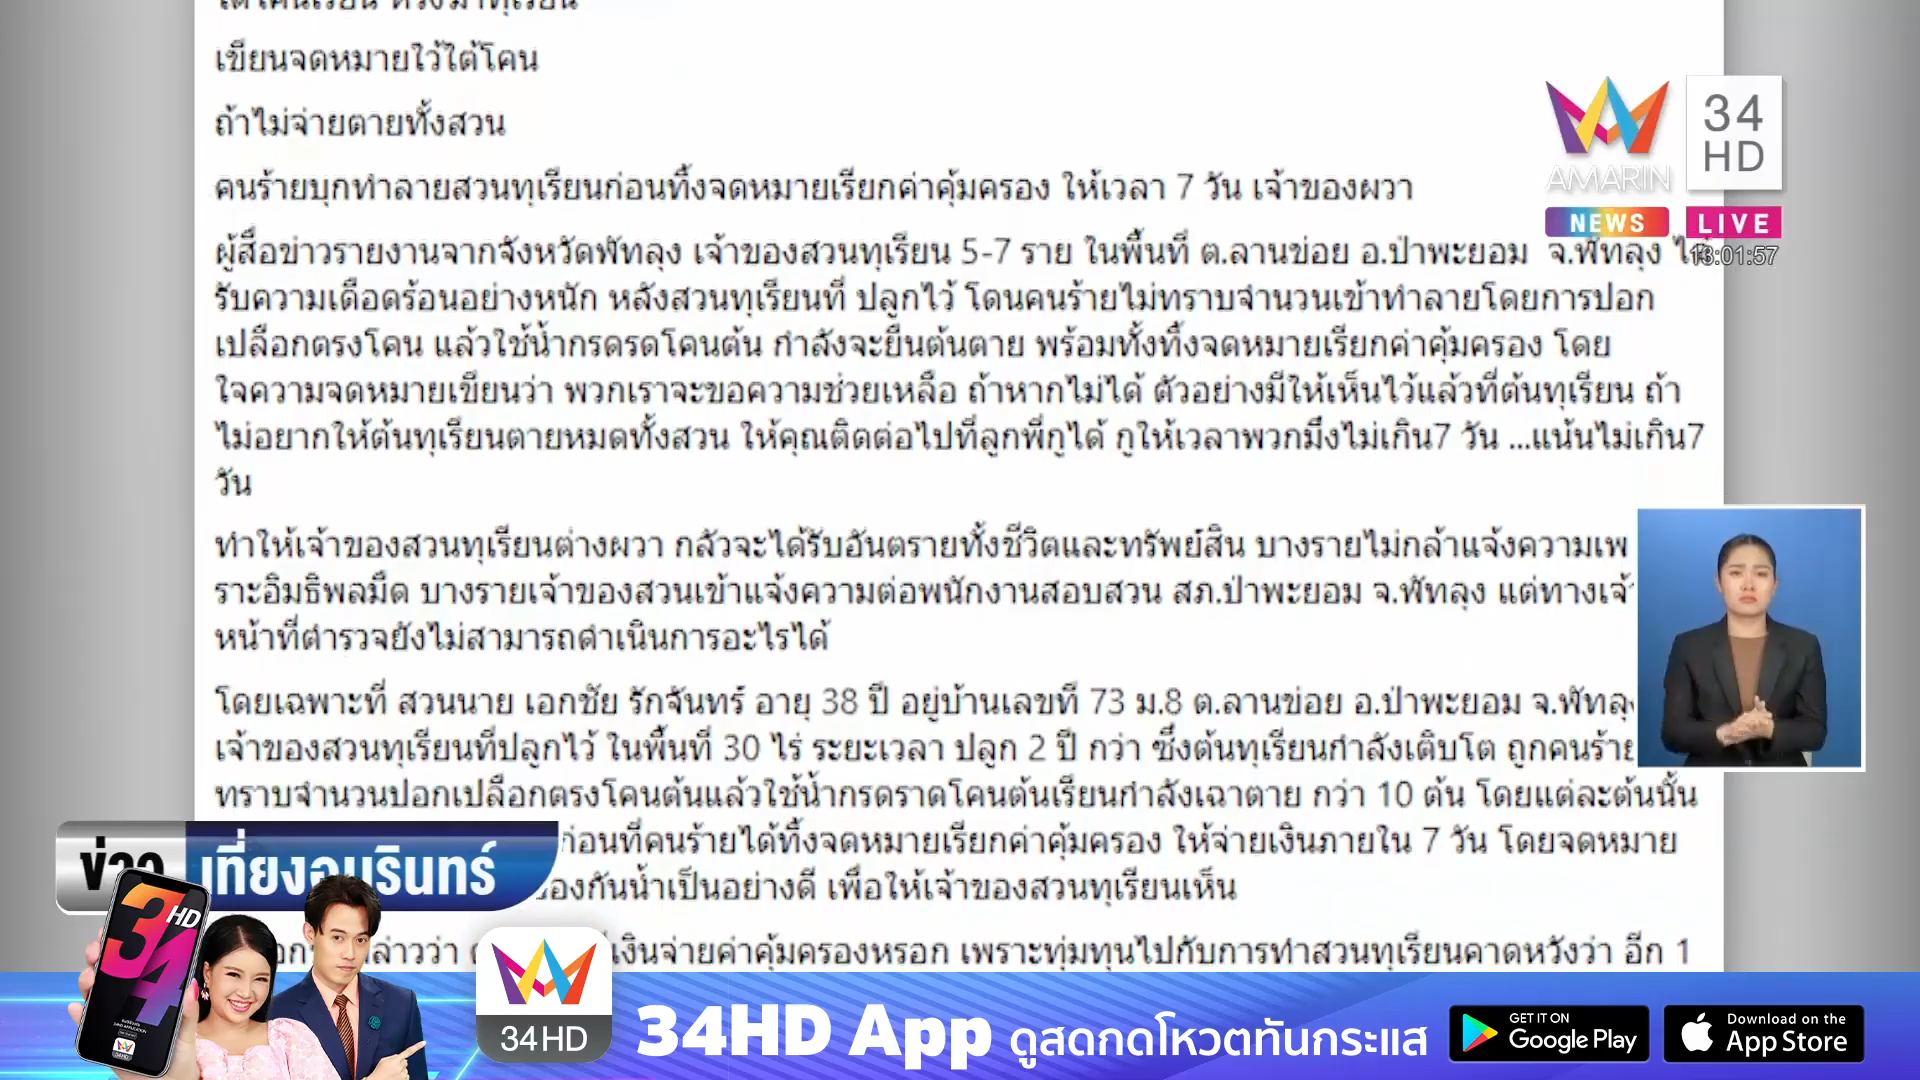 เขียนจดหมายใว้ใต้โคน
ถ้าไม่จ่ายตายทั้งสวน
คนร้ายบุกทำลายสวนทุเรียนก่อนทิ้งจดหมายเรียกค่าคุ้มครอง ให้เวลา 7 วัน เจ้าของผวา
ผู้สื่อข่าวรายงานจากจังหวัดพัทลุง เจ้าของสวนทุเรียน 5-7 ราย ในพื้นที่ ต.ลานข่อย อ.ป่าพะยอม จ.พัทลุง
รับความเดือดร้อนอย่างหนัก หลังสวนทุเรียนที่ ปลูกไว้ โดนคนร้ายไม่ทราบจำนวนเข้าทำลายโดยการปอก
เปลือกตรงโคน แล้วใช้น้ำกรดรดโคนต้น กำลังจะยืนต้นตาย พร้อมทั้งทิ้งจดหมายเรียกค่าคุ้มครอง โดย
ใจความจดหมายเขียนว่า พวกเราจะขอความช่วยเหลือ ถ้าหากไม่ได้ ตัวอย่างมีให้เห็นไว้แล้วที่ต้นทุเรียน ถ้า
ไม่อยากให้ต้นทุเรียนตายหมดทั้งสวน ให้คุณติดต่อไปที่ลูกพี่กูได้ กูให้เวลาพวกมึงไม่เกิน7 วัน ...แน้นไม่เกิน7
วัน
ทำให้เจ้าของสวนทุเรียนต่างผวา กลัวจะได้รับอันตรายทั้งชีวิตและทรัพย์สิน บางรายไม่กล้าแจ้งความเพ
ราะอิมธิพลมืด บางรายเจ้าของสวนเข้าแจ้งความต่อพนักงานสอบสวน สภ.ป่าพะยอม จ.พัทลุง แต่ทางเจ้า
หน้าที่ตำรวจยังไม่สามารถดำเนินการอะไรได้
โดยเฉพาะที่ สวนนาย เอกชัย รักจันทร์ อายุ 38 ปี อยู่บ้านเลขที่ 73 ม.8 ต.ลานข่อย อ.ป่าพะยอม จ.พัทลุง
เจ้าของสวนทุเรียนที่ปลูกไว้ ในพื้นที่ 30 ไร่ ระยะเวลา ปลูก 2 ปี กว่า ซึ่งต้นทุเรียนกำลังเติบโต ถูกคนร้าย
ทราบจำนวนปอกเปลือกตรงโคนต้นแล้วใช้น้ำกรดราดโคนต้นเรียนกำลังเฉาตาย กว่า 10 ต้น โดยแต่ละต้นนั้น
ก่อนที่คนร้ายได้ทิ้งจดหมายเรียกค่าคุ้มครอง ให้จ่ายเงินภายใน 7 วัน โดยจดหมาย
องกันน้ำเป็นอย่างดี เพื่อให้เจ้าของสวนทุเรียนเห็น
ล่าวว่า เงินจ่ายค่าคุ้มครองหรอก เพราะทุ่มทุนไปกับการทำสวนทุเรียนคาดหวังว่า อีก 1
AMARIN
34
HD
NEWS
LIVE
13:01:57
ข่าว เที่ยงอมรินทร์
34
HD
34HD
34HD App ดูสดกดโหวตทันกระแส
GET IT ON
Google Play
Download on the
App Store